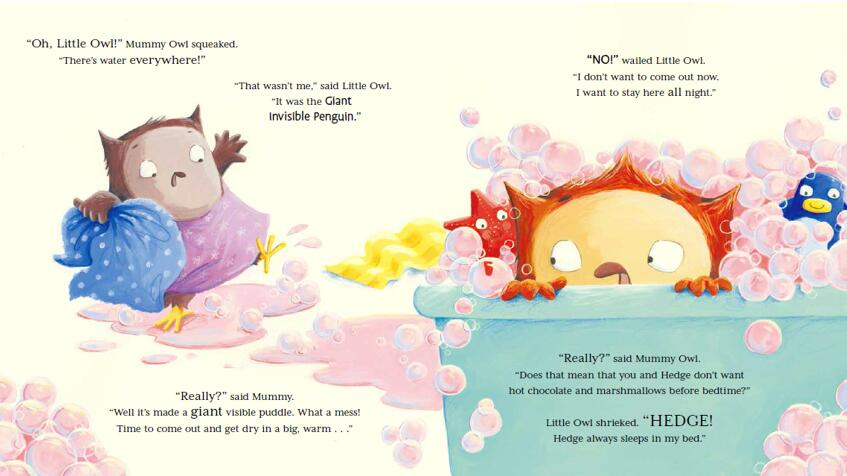 “Oh, Little Owl!” Mummy Owl squeaked.
“There’s water everywhere!”
“That wasn’t me,” said Little Owl.
“It was the Giant
Invisible Penguin.”
“Really?” said Mummy.
“Well it’s made a giant visible puddle. What a mess!
Time to come out and get dry in a big, warm . . .”
“NO!” wailed Little Owl.
“I don’t want to come out now.
I want to stay here all night.”
“Really?” said Mummy Owl.
“Does that mean that you and Hedge don’t want
hot chocolate and marshmallows before bedtime?”
Little Owl shrieked. “HEDGE!
Hedge always sleeps in my bed.”